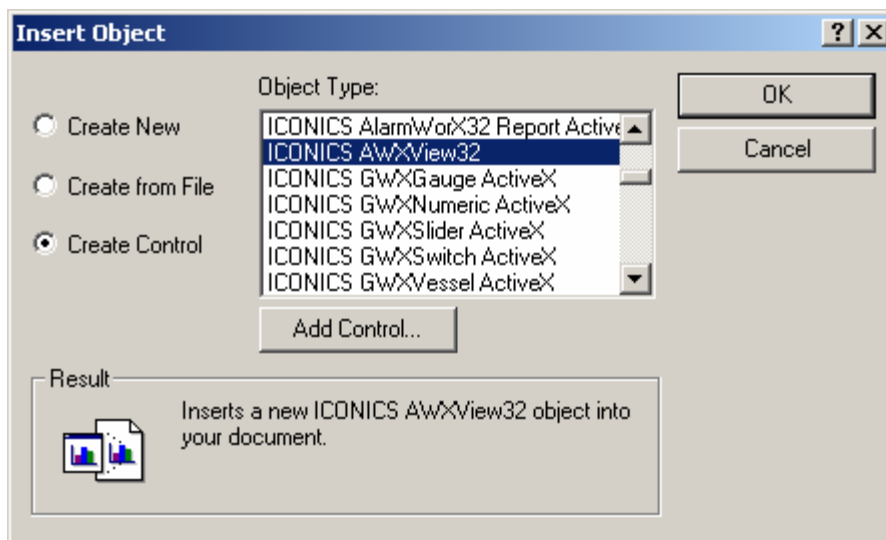 Insert Object
Object Type:
Create New
Create from File
Create Control
ICONICS AlarmWorX32 Report Active
ICONICS AWXView32
ICONICS GWXGauge ActiveX
ICONICS GWXNumeric ActiveX
ICONICS GWXSlider ActiveX
ICONICS GWXSwitch ActiveX
ICONICS GWXVessel ActiveX
Add Control...
OK
Cancel
Result
Inserts a new ICONICS AWXView32 object into
your document.